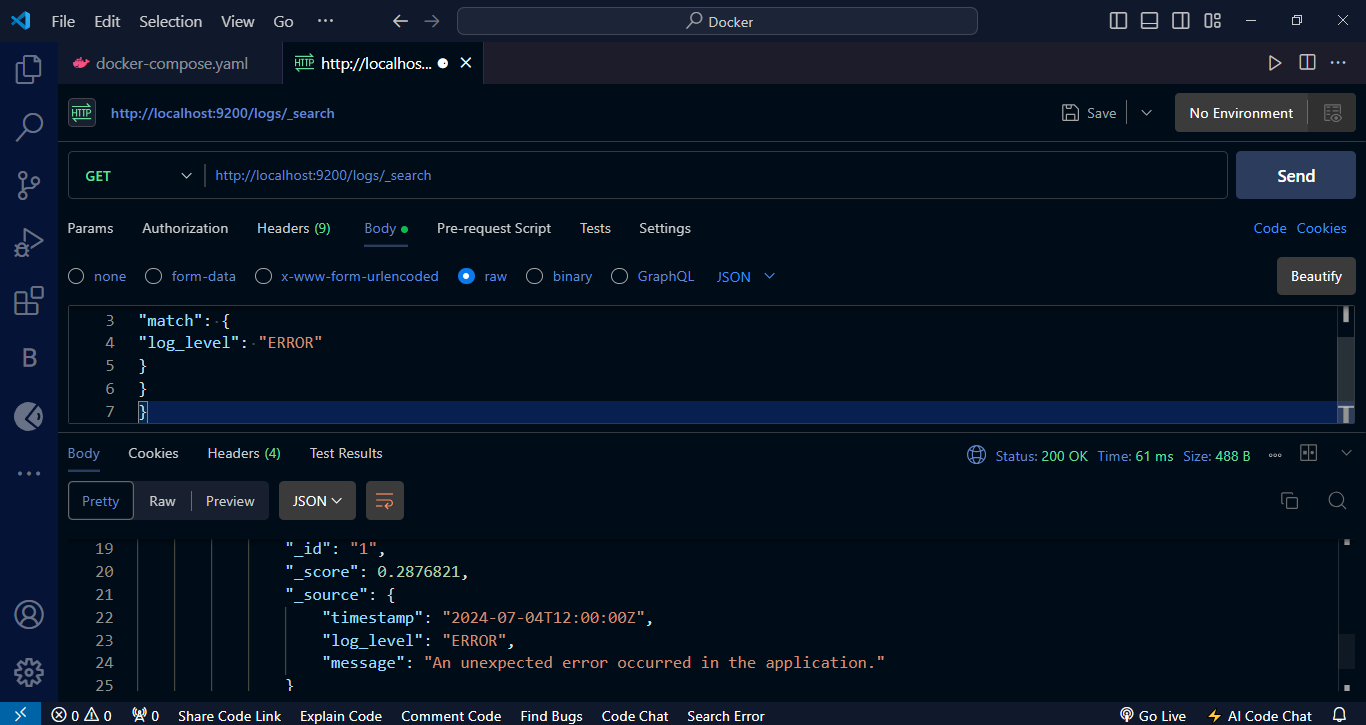 File Edit Selection View Go ··· Docker
docker-compose.yaml HTTP http://localhos...
HTTP http://localhost:9200/logs/_search Save No Environment
GET http://localhost:9200/logs/_search Send
Params Authorization Headers (9) Body Pre-request Script Tests Settings Code Cookies
none form-data x-www-form-urlencoded raw binary GraphQL JSON Beautify
3 "match": {
4 "log_level": "ERROR"
5 }
6 }
7 }
B
Body Cookies Headers (4) Test Results Status: 200 OK Time: 61 ms Size: 488 B
Pretty Raw Preview JSON
19 "_id": "1",
20 "_score": 0.2876821,
21 "_source": {
22 "timestamp": "2024-07-04T12:00:00Z",
23 "log_level": "ERROR",
24 "message": "An unexpected error occurred in the application."
25 }
0 0 0 Share Code Link Explain Code Comment Code Find Bugs Code Chat Search Error Go Live AI Code Chat